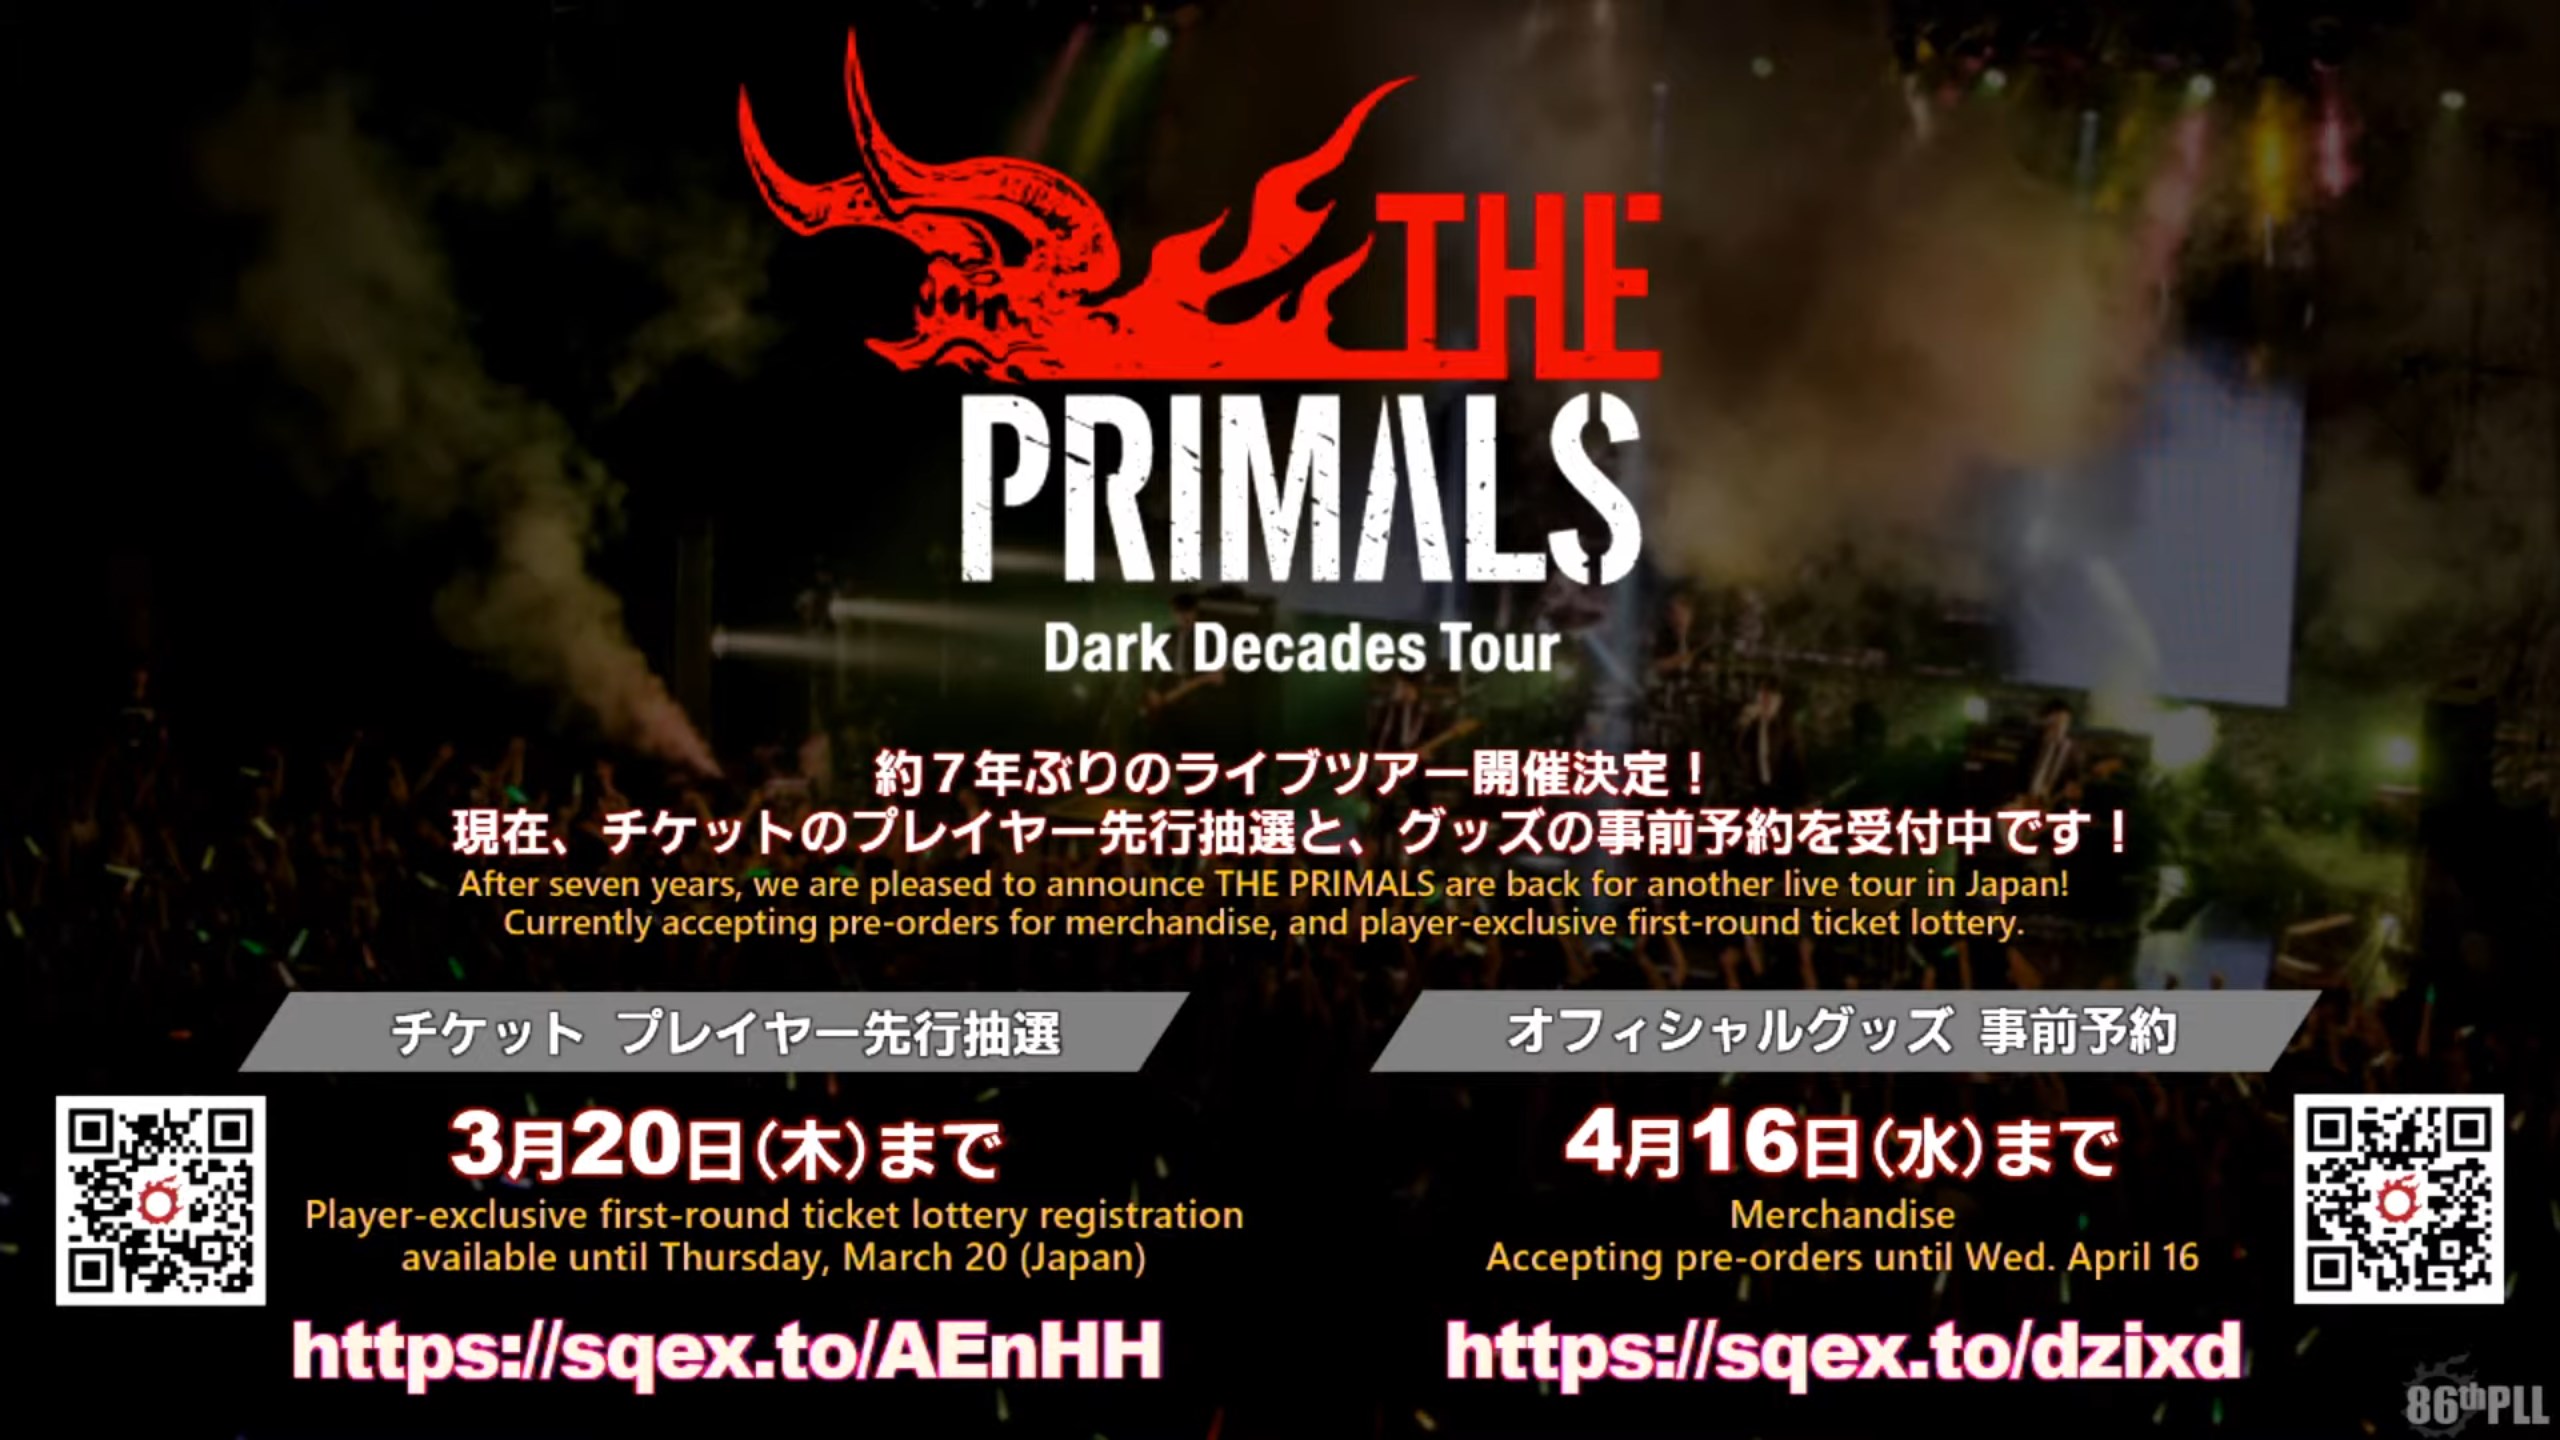 THE
PRIMALS
Dark Decades Tour
約7年ぶりのライブツアー開催決定！
現在、チケットのプレイヤー先行抽選と、グッズの事前予約を受付中です！
After seven years, we are pleased to announce THE PRIMALS are back for another live tour in Japan!
Currently accepting pre-orders for merchandise, and player-exclusive first-round ticket lottery.
チケット プレイヤー先行抽選
3月20日（木）まで
Player-exclusive first-round ticket lottery registration
available until Thursday, March 20 (Japan)
https://sqex.to/AEnHH
オフィシャルグッズ 事前予約
4月16日（水）まで
Merchandise
Accepting pre-orders until Wed. April 16
https://sqex.to/dzixd
86thPLL